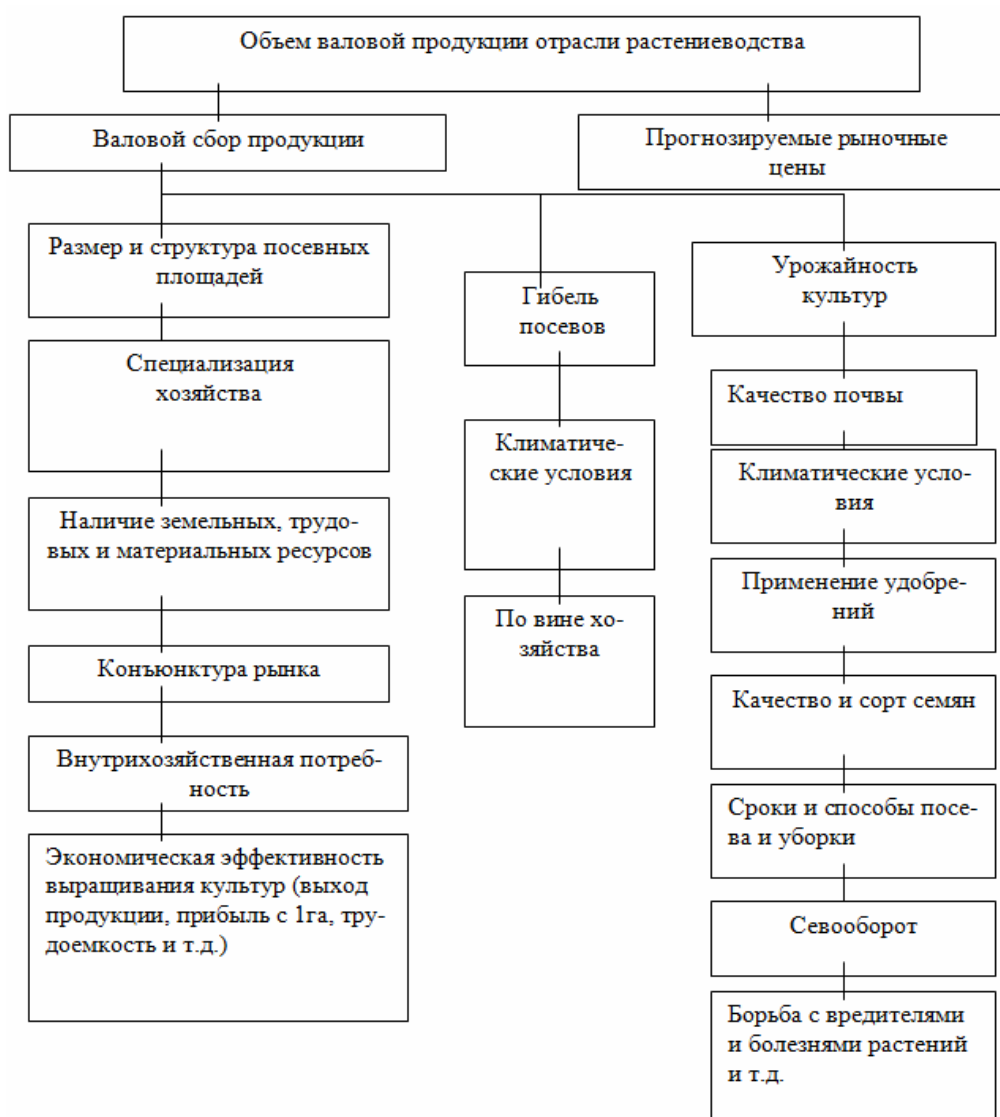 Объем валовой продукции отрасли растениеводства
Валовой сбор продукции
Прогнозируемые рыночные
цены
Размер и структура посевных
площадей
Специализация
хозяйства
Наличие земельных, трудо-
вых и материальных ресурсов
Конъюнктура рынка
Внутрихозяйственная потреб-
ность
Экономическая эффективность
выращивания культур (выход
продукции, прибыль с 1га, тру-
доемкость и т.д.)
Гибель
посевов
Климатиче-
ские условия
По вине хо-
зяйства
Урожайность
культур
Качество почвы
Климатические усло-
вия
Применение удобре-
ний
Качество и сорт семян
Сроки и способы посе-
ва и уборки
Севооборот
Борьба с вредителями
и болезнями растений
и т.д.